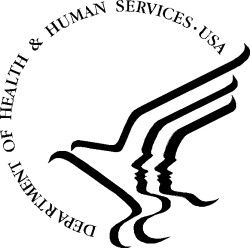 DEPARTMENT OF HEALTH & HUMAN SERVICES · USA